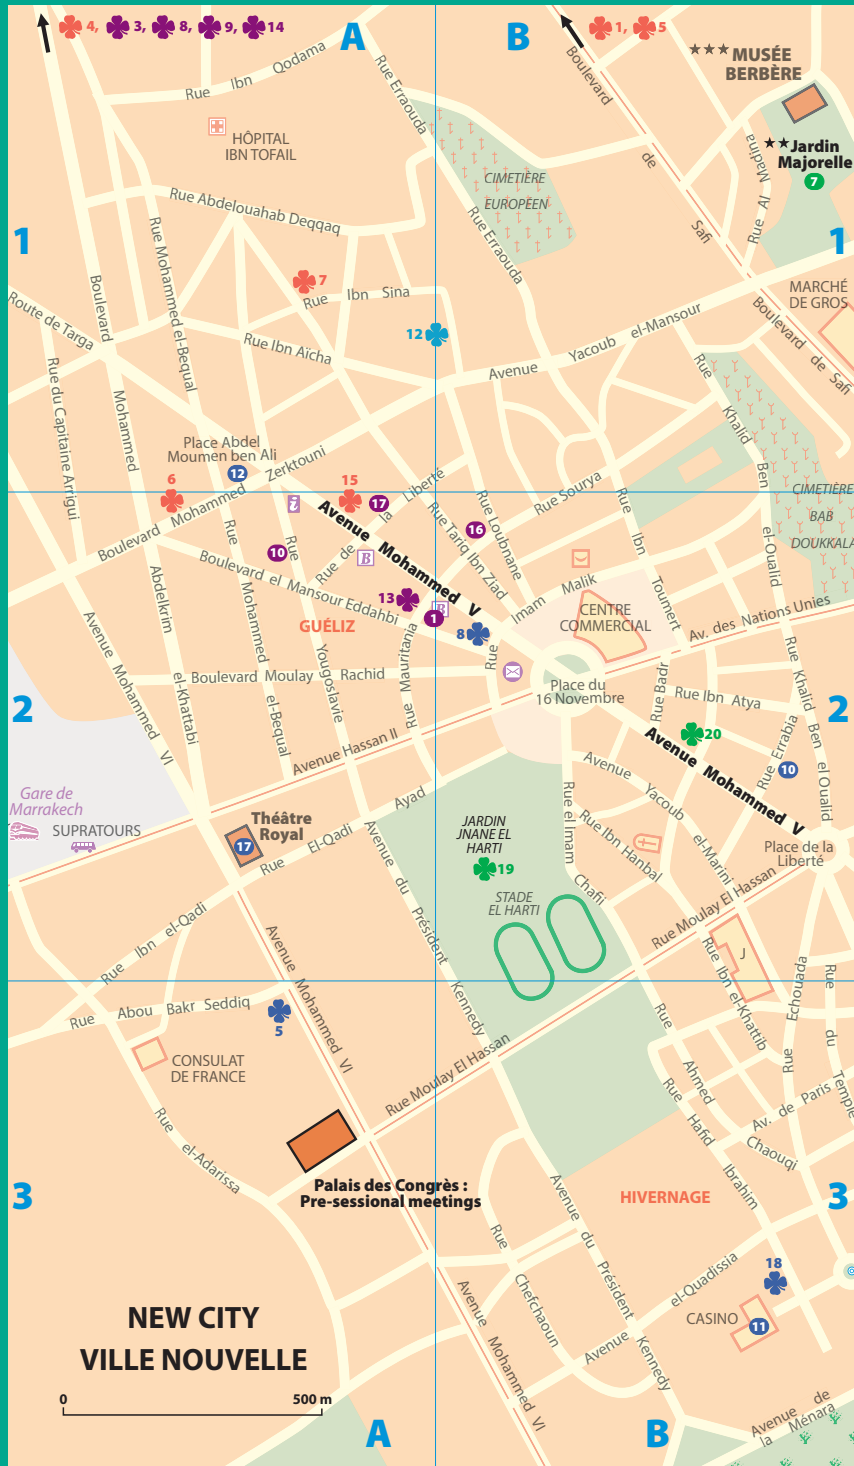 4, 3, 8, 9, 14
A
B
1, 5
★★★ MUSÉE
BERBÈRE
Rue Ibn Qodama
Rue Erraouda
Boulevard de Safi
HÔPITAL
IBN TOFAIL
★★Jardin
Majorelle
7
CIMETIÈRE
EUROPÉEN
Rue Al Madina
Rue Abdelouahab Deqqaq
Rue Erraouda
1
1
Rue Mohammed el-Bequal
7
Rue Ibn Sina
MARCHÉ
DE GROS
Boulevard de Safi
Route de Targa
Boulevard Mohammed Abdelkrim el-Khattabi
12
Rue Ibn Aïcha
Avenue Yacoub el-Mansour
Rue du Capitaine Arrigui
Rue Khalid Ben el-Oualid
Place Abdel
Moumen ben Ali
12
Boulevard Mohammed Zerktouni
6
15
17
Rue de la Liberté
Rue Sourya
CIMETIÈRE
BAB
DOUKKALA
i
Avenue Mohammed V
Rue Tariq Ibn Ziad
Rue Loubnane
16
Rue Ibn Toumert
10
B
Rue Mohammed el-Bequal
Rue Yougoslavie
Boulevard el Mansour Eddahbi
Rue Imam Malik
13
B
1
8
CENTRE
COMMERCIAL
Av. des Nations Unies
GUÉLIZ
Avenue Mohammed VI
Rue Mauritania
Boulevard Moulay Rachid
Place du
16 Novembre
Rue Badr
Rue Ibn Atya
Rue Khalid Ben el Oualid
2
2
20
Avenue Mohammed V
Rue Errabia
10
Avenue Hassan II
Gare de
Marrakech
SUPRATOURS
Théâtre
Royal
17
Rue El-Qadi Ayad
Avenue du Président Kennedy
JARDIN
JNANE EL
HARTI
19
Rue el Imam Chafii
Avenue Yacoub el-Marini
Rue Ibn Hanbal
Place de la
Liberté
STADE
EL HARTI
Rue Moulay El Hassan
J
Rue Ibn el-Qadi
Avenue Mohammed VI
Rue Ibn el-Khattib
Rue Echouada
Rue du Temple
Rue Abou Bakr Seddiq
5
CONSULAT
DE FRANCE
Rue Moulay El Hassan
Rue Ahmed Chaouqi
Rue Hafid Ibrahim
Av. de Paris
Rue el-Adarissa
Palais des Congrès :
Pre-sessional meetings
3
3
HIVERNAGE
Avenue du Président Kennedy
Rue Chefchaoun
Avenue el-Quadissia
18
CASINO
11
Avenue Mohammed VI
NEW CITY
VILLE NOUVELLE
0
500 m
A
B
Avenue de
la Ménara